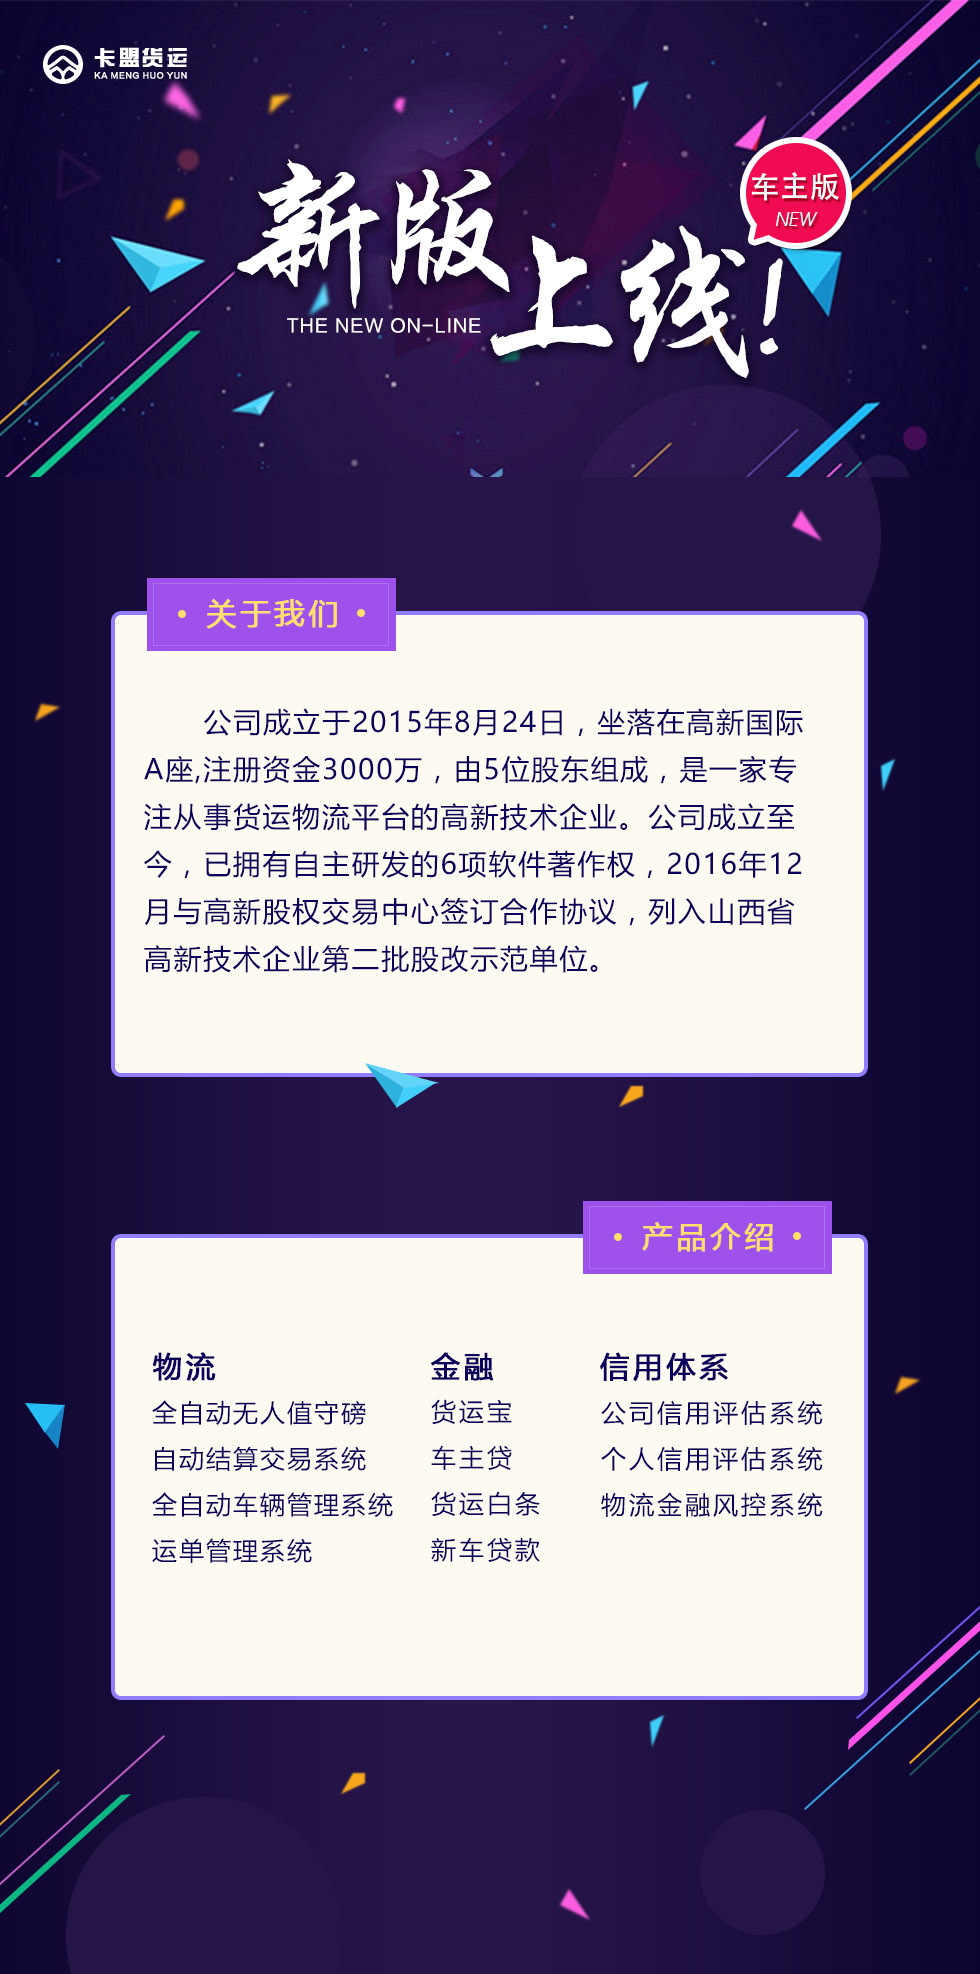 卡盟货运
KA MENG HUO YUN
新版
上线!
车主版
NEW
THE NEW ON-LINE
• 关于我们 •
公司成立于2015年8月24日，坐落在高新国际
A座,注册资金3000万，由5位股东组成，是一家专
注从事货运物流平台的高新技术企业。公司成立至
今，已拥有自主研发的6项软件著作权，2016年12
月与高新股权交易中心签订合作协议，列入山西省
高新技术企业第二批股改示范单位。
• 产品介绍 •
物流
全自动无人值守磅
自动结算交易系统
全自动车辆管理系统
运单管理系统
金融
货运宝
车主贷
货运白条
新车贷款
信用体系
公司信用评估系统
个人信用评估系统
物流金融风控系统